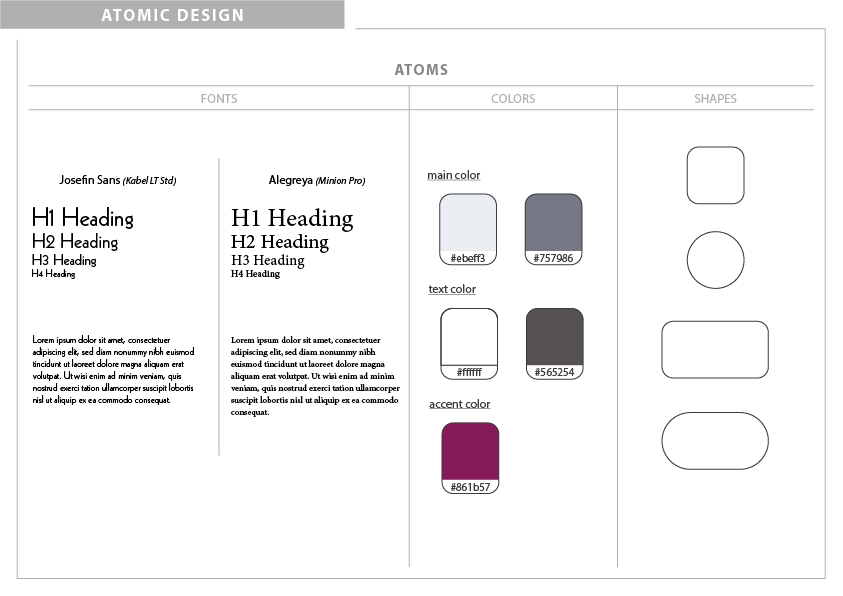 ATOMIC DESIGN
ATOMS
FONTS
COLORS
SHAPES
Josefin Sans (Kabel LT Std)
H1 Heading
H2 Heading
H3 Heading
H4 Heading
Lorem ipsum dolor sit amet, consectetuer
adipiscing elit, sed diam nonummy nibh euismod
tincidunt ut laoreet dolore magna aliquam erat
volutpat. Ut wisi enim ad minim veniam, quis
nostrud exerci tation ullamcorper suscipit lobortis
nisl ut aliquip ex ea commodo consequat.
Alegreya (Minion Pro)
H1 Heading
H2 Heading
H3 Heading
H4 Heading
Lorem ipsum dolor sit amet, consectetuer
adipiscing elit, sed diam nonummy nibh
euismod tincidunt ut laoreet dolore magna
aliquam erat volutpat. Ut wisi enim ad minim
veniam, quis nostrud exerci tation ullamcorper
suscipit lobortis nisl ut aliquip ex ea commodo
consequat.
main color
#ebeff3
#757986
text color
#ffffff
#565254
accent color
#861b57